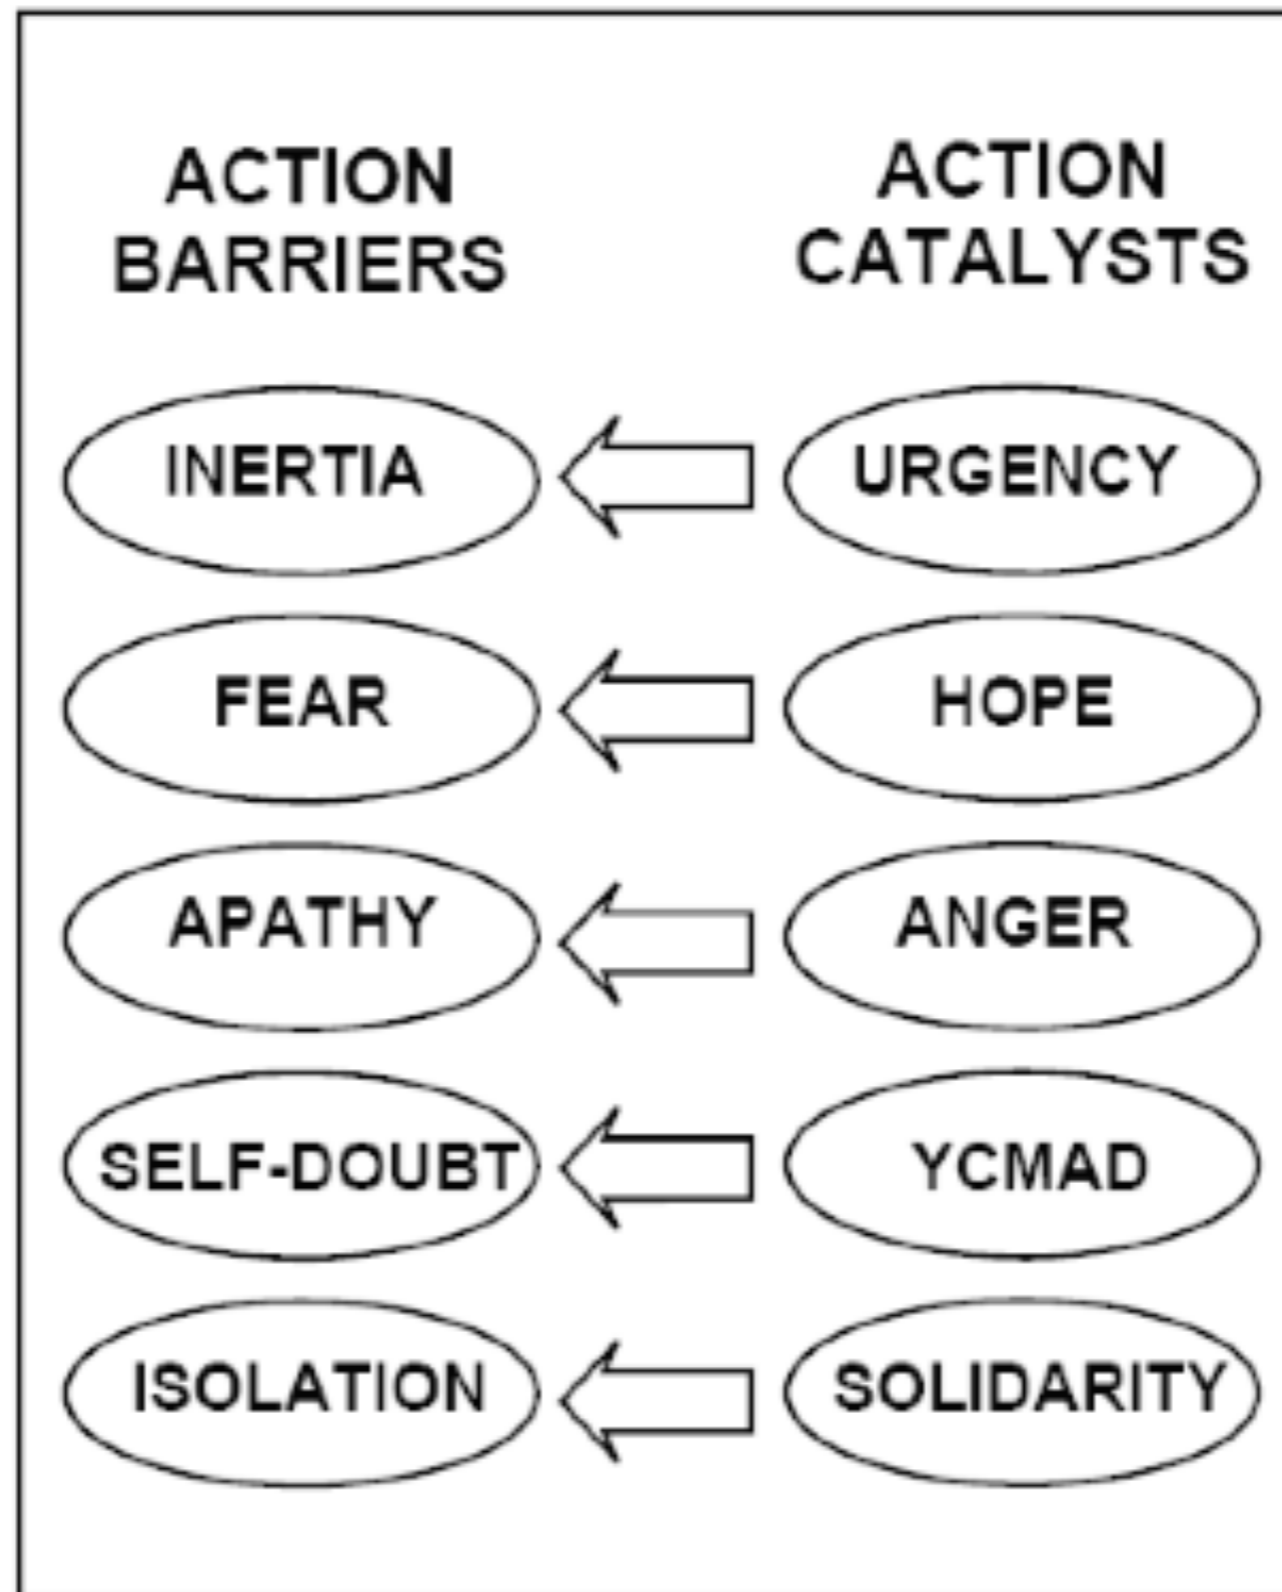 ACTION
BARRIERS
ACTION
CATALYSTS
INERTIA
URGENCY
FEAR
HOPE
APATHY
ANGER
SELF-DOUBT
YCMAD
ISOLATION
SOLIDARITY